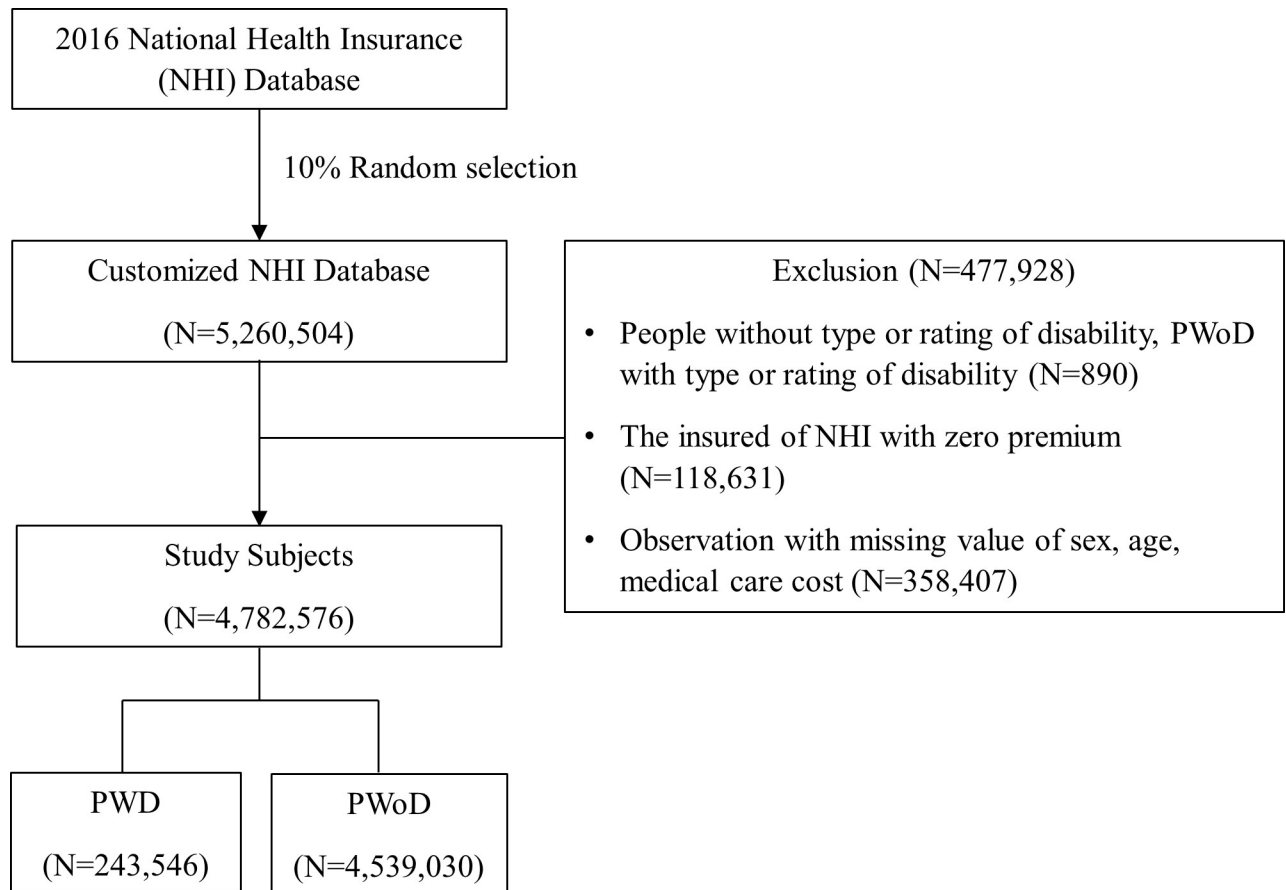 2016 National Health Insurance
(NHI) Database
10% Random selection
Customized NHI Database
(N=5,260,504)
Exclusion (N=477,928)
• People without type or rating of disability, PWoD
with type or rating of disability (N=890)
• The insured of NHI with zero premium
(N=118,631)
• Observation with missing value of sex, age,
medical care cost (N=358,407)
Study Subjects
(N=4,782,576)
PWD
(N=243,546)
PWoD
(N=4,539,030)